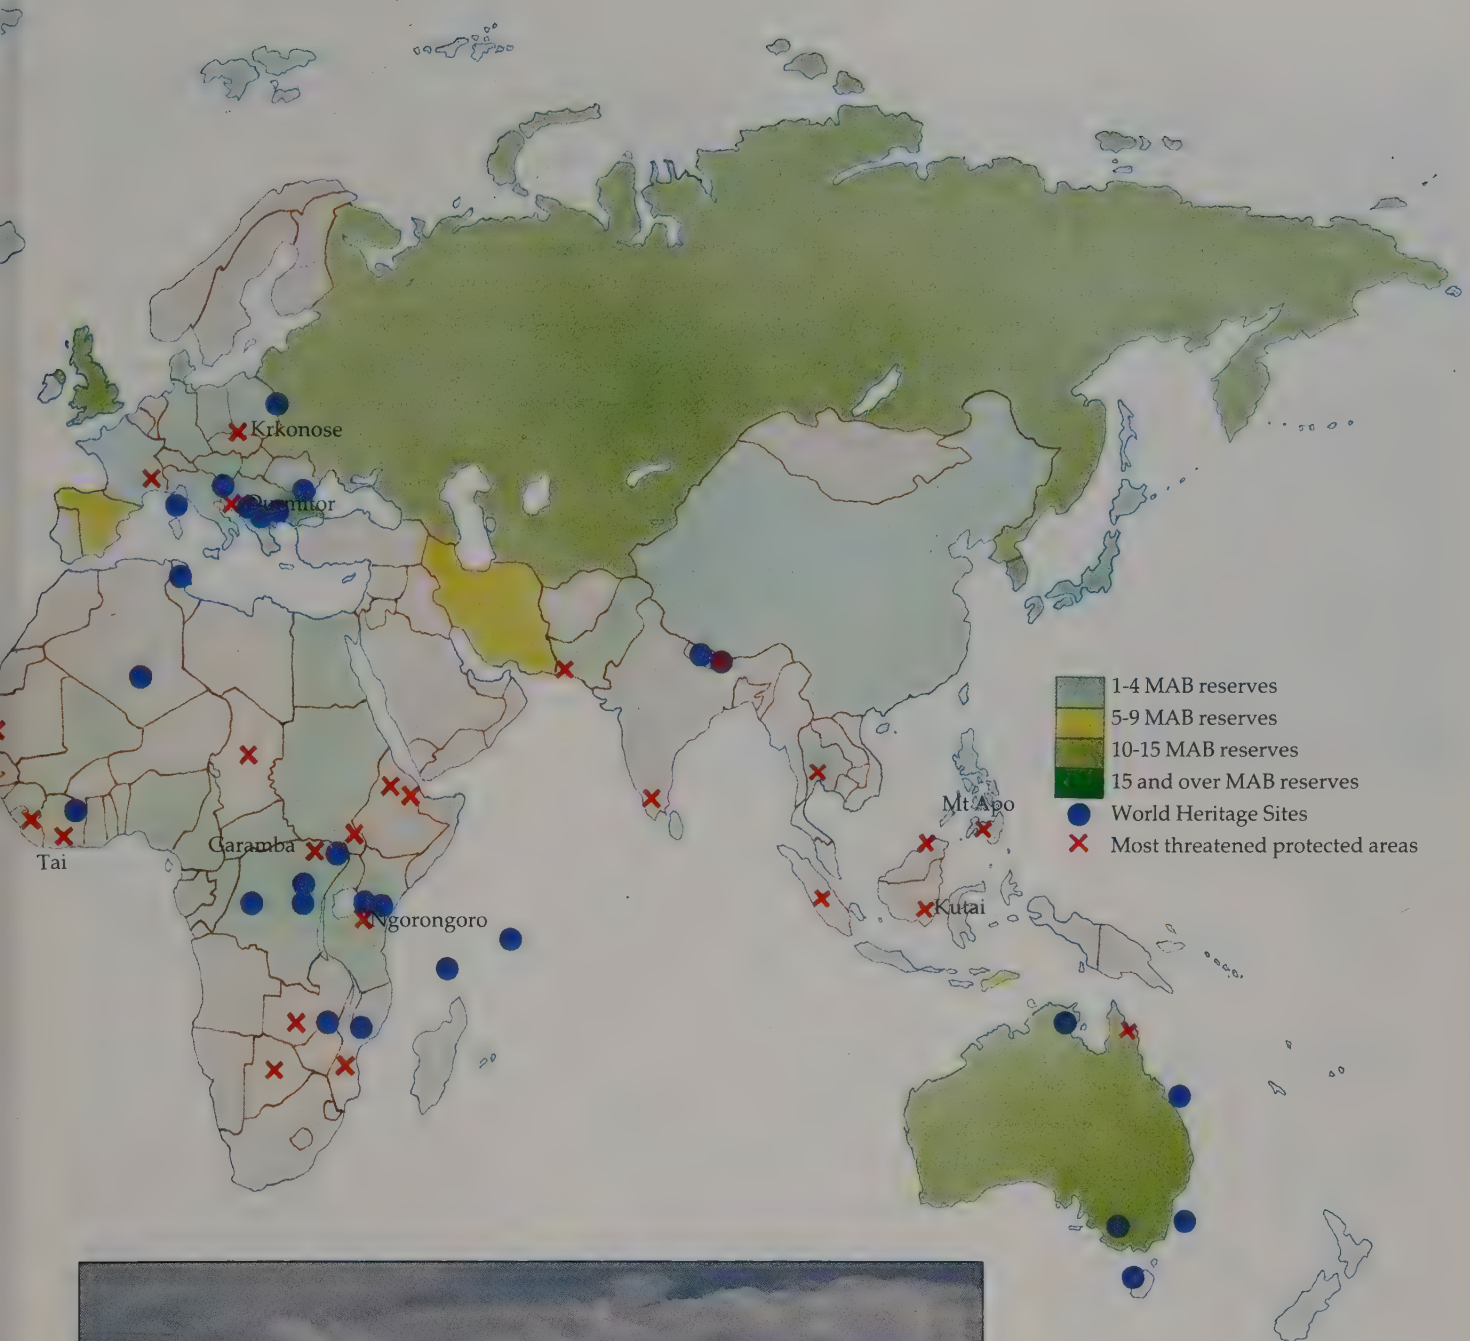 Krkonose
Durmitor
1-4 MAB reserves
5-9 MAB reserves
10-15 MAB reserves
15 and over MAB reserves
World Heritage Sites
Most threatened protected areas
Mt Apo
Garamba
Tai
Kutai
Ngorongoro